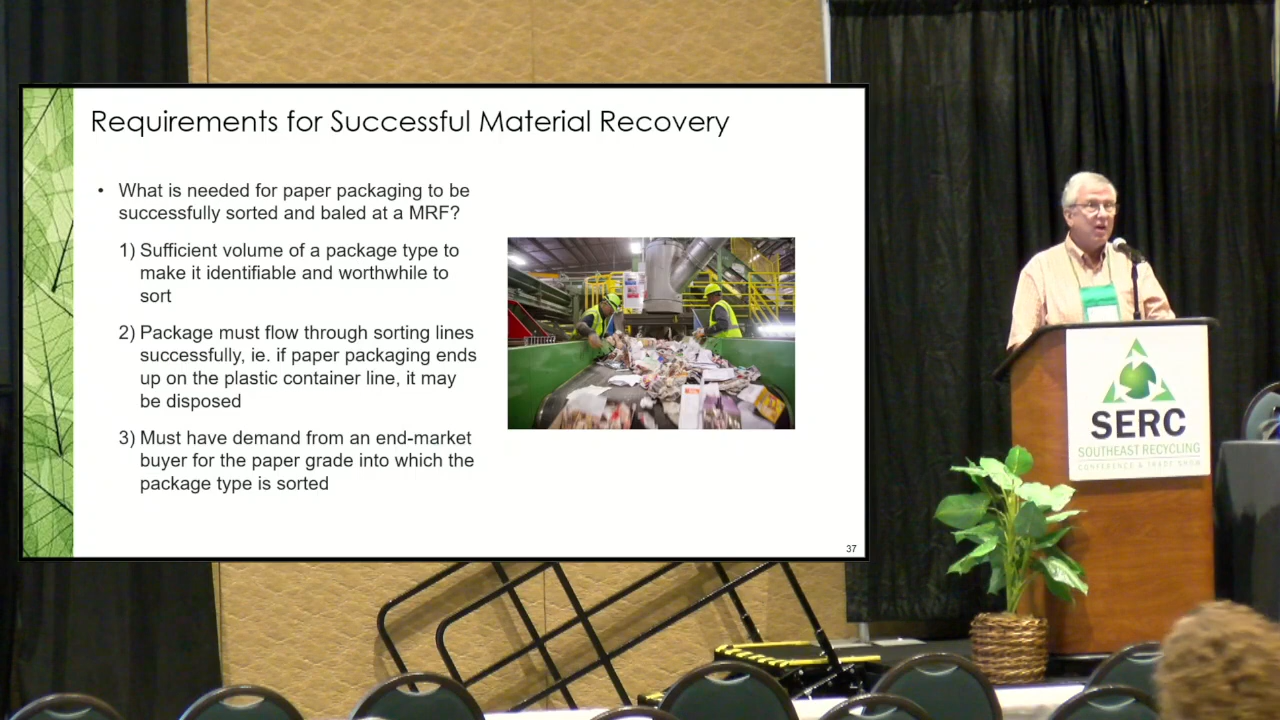 Requirements for Successful Material Recovery
• What is needed for paper packaging to be
successfully sorted and baled at a MRF?
1) Sufficient volume of a package type to
make it identifiable and worthwhile to
sort
2) Package must flow through sorting lines
successfully, ie. if paper packaging ends
up on the plastic container line, it may
be disposed
3) Must have demand from an end-market
buyer for the paper grade into which the
package type is sorted
37
SERC
SOUTHEAST RECYCLING
CONFERENCE & TRADE SHOW